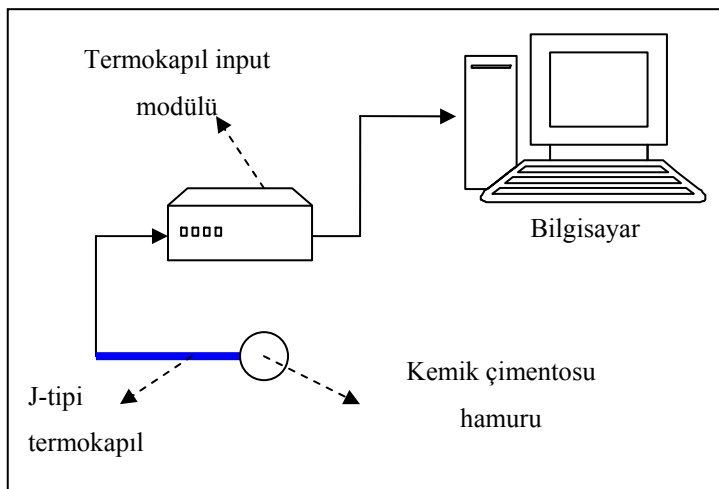 Termokapıl input
modülü
Bilgisayar
Kemik çimentosu
hamuru
J-tipi
termokapıl